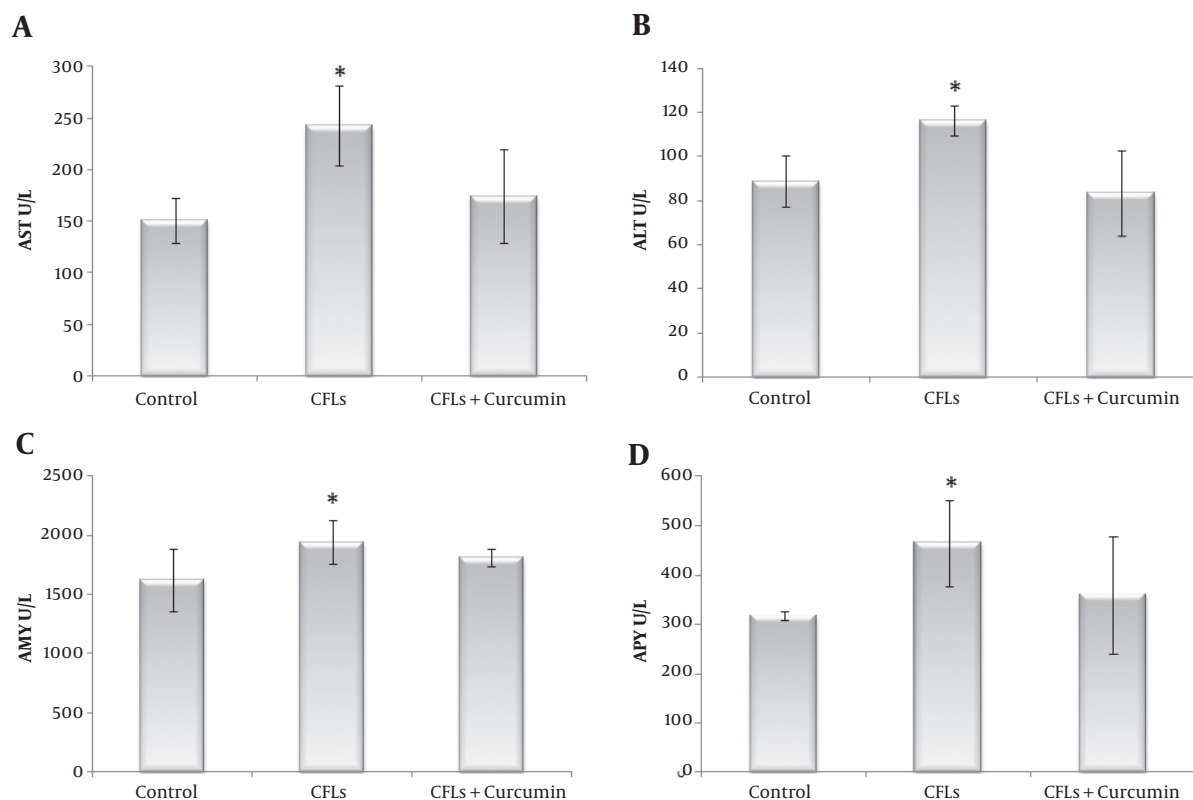 A
AST U/L
300
250
200
150
100
50
0
*
Control
CFLs
CFLs + Curcumin
B
ALT U/L
140
120
100
80
60
40
20
0
*
Control
CFLs
CFLs + Curcumin
C
AMY U/L
2500
2000
1500
1000
500
0
*
Control
CFLs
CFLs + Curcumin
D
APY U/L
600
500
400
300
200
100
0
*
Control
CFLs
CFLs + Curcumin